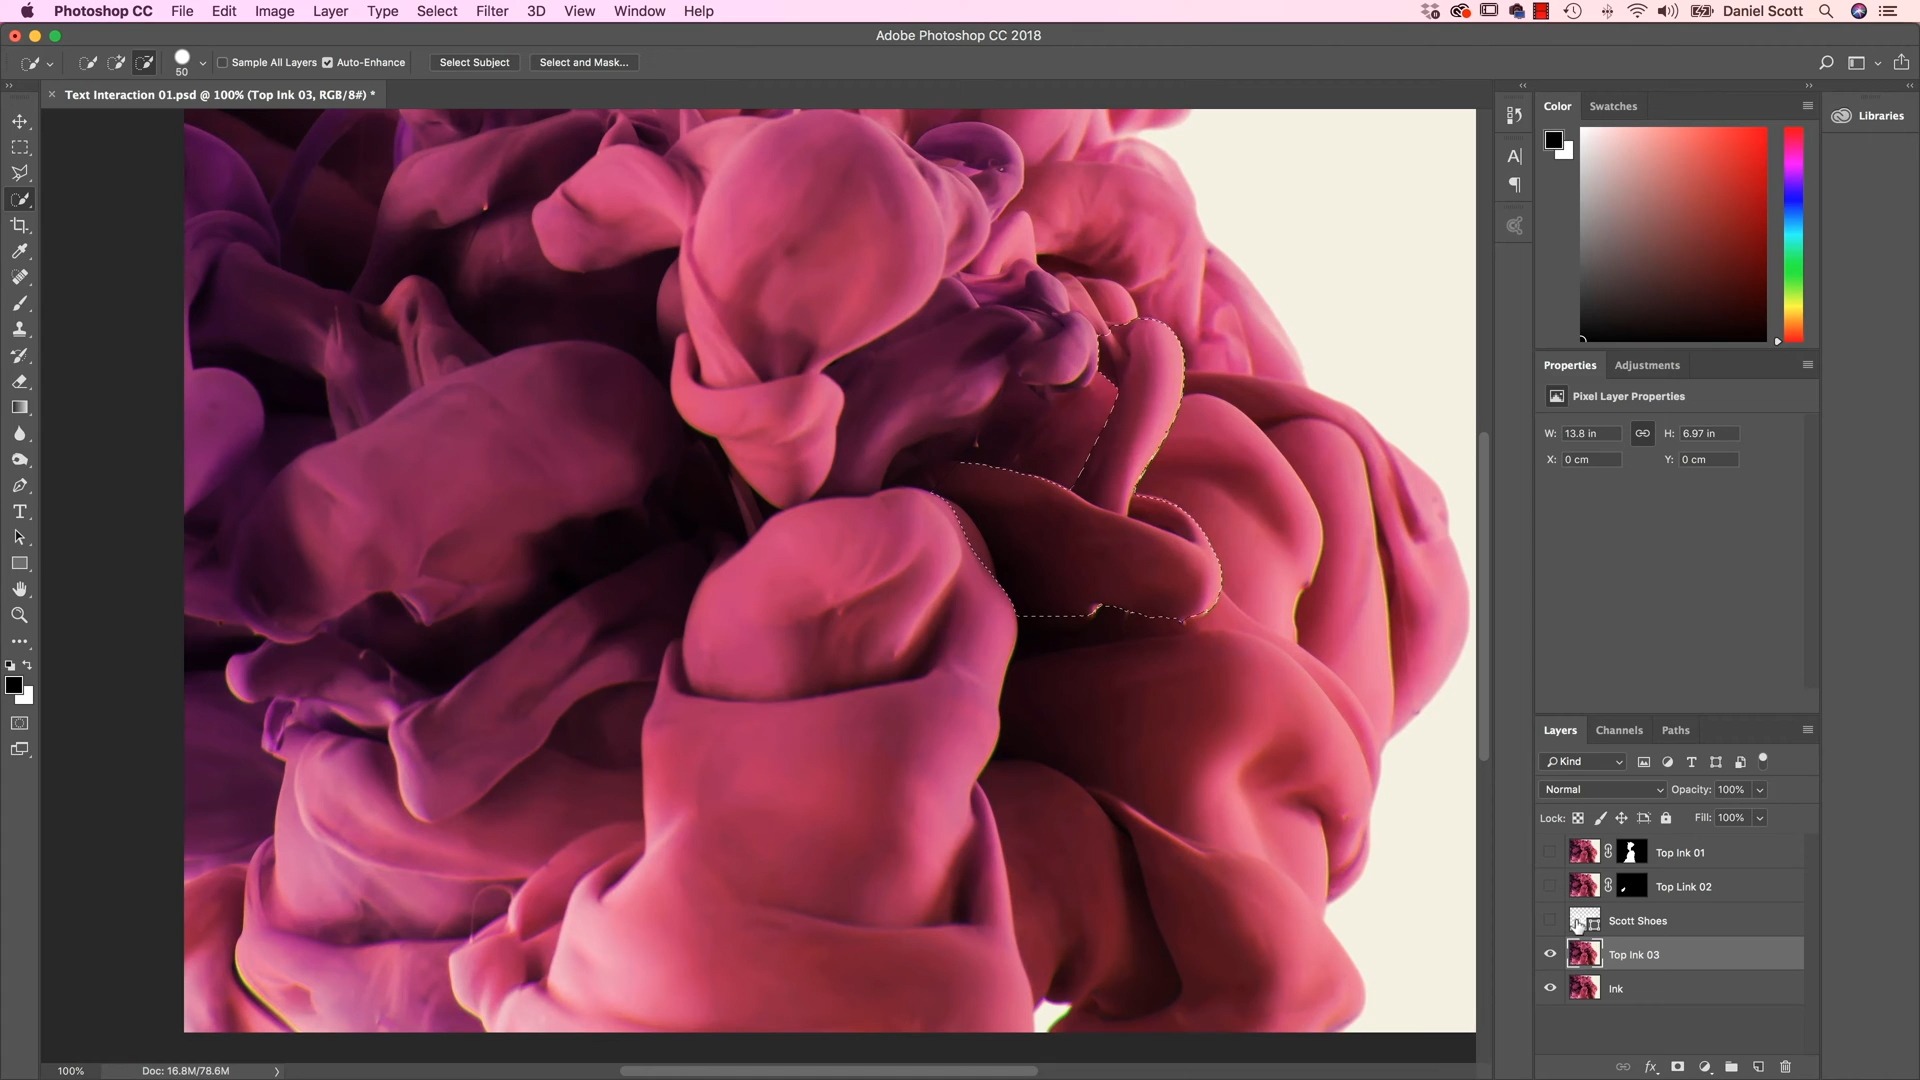 Photoshop CC File Edit Image Layer Type Select Filter 3D View Window Help Daniel Scott
Adobe Photoshop CC 2018
50 Sample All Layers Auto-Enhance Select Subject Select and Mask...
Text Interaction 01.psd @ 100% (Top Ink 03, RGB/8#) *
Color Swatches
Libraries
Properties Adjustments
Pixel Layer Properties
W: 13.8 in H: 6.97 in
X: 0 cm Y: 0 cm
Layers Channels Paths
Kind
Normal Opacity: 100%
Lock: Fill: 100%
Top Ink 01
Top Link 02
Scott Shoes
Top Ink 03
Ink
100% Doc: 16.8M/78.6M